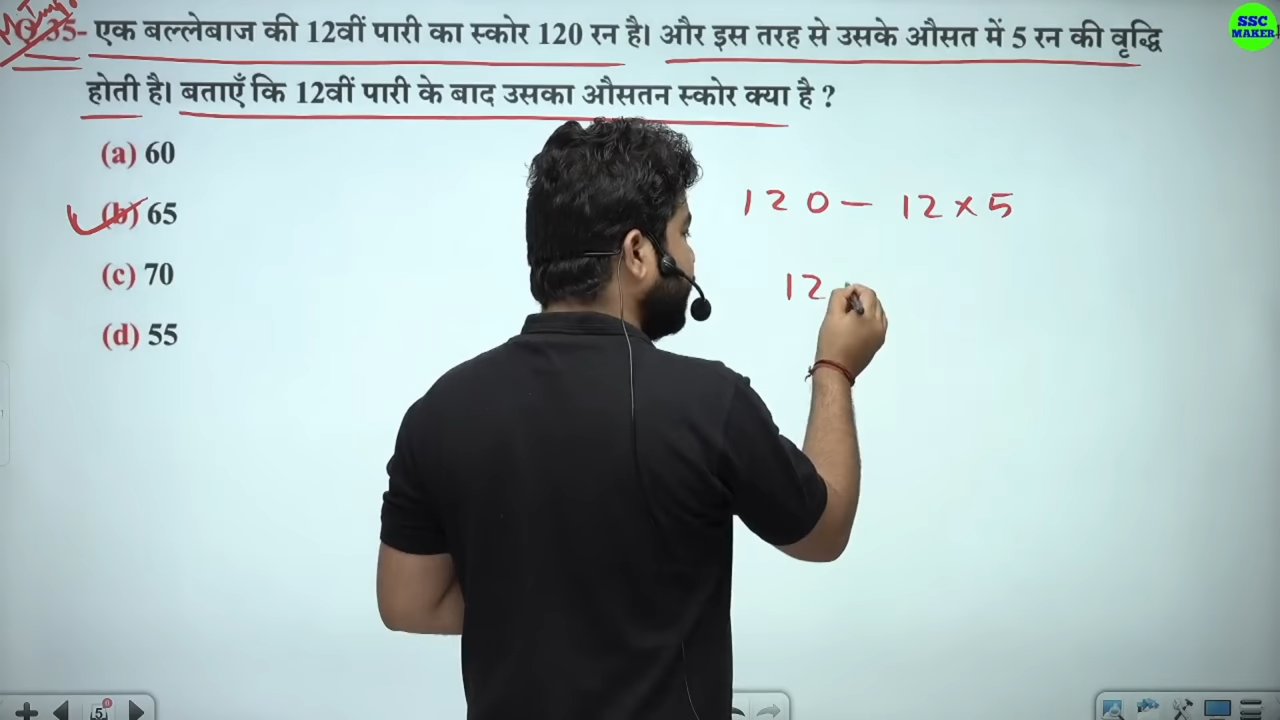 SSC
MAKER
Q 35- एक बल्लेबाज की 12वीं पारी का स्कोर 120 रन है। और इस तरह से उसके औसत में 5 रन की वृद्धि
होती है। बताएँ कि 12वीं पारी के बाद उसका औसतन स्कोर क्या है ?
(a) 60
(b) 65
(c) 70
(d) 55
120 – 12 × 5
12
5